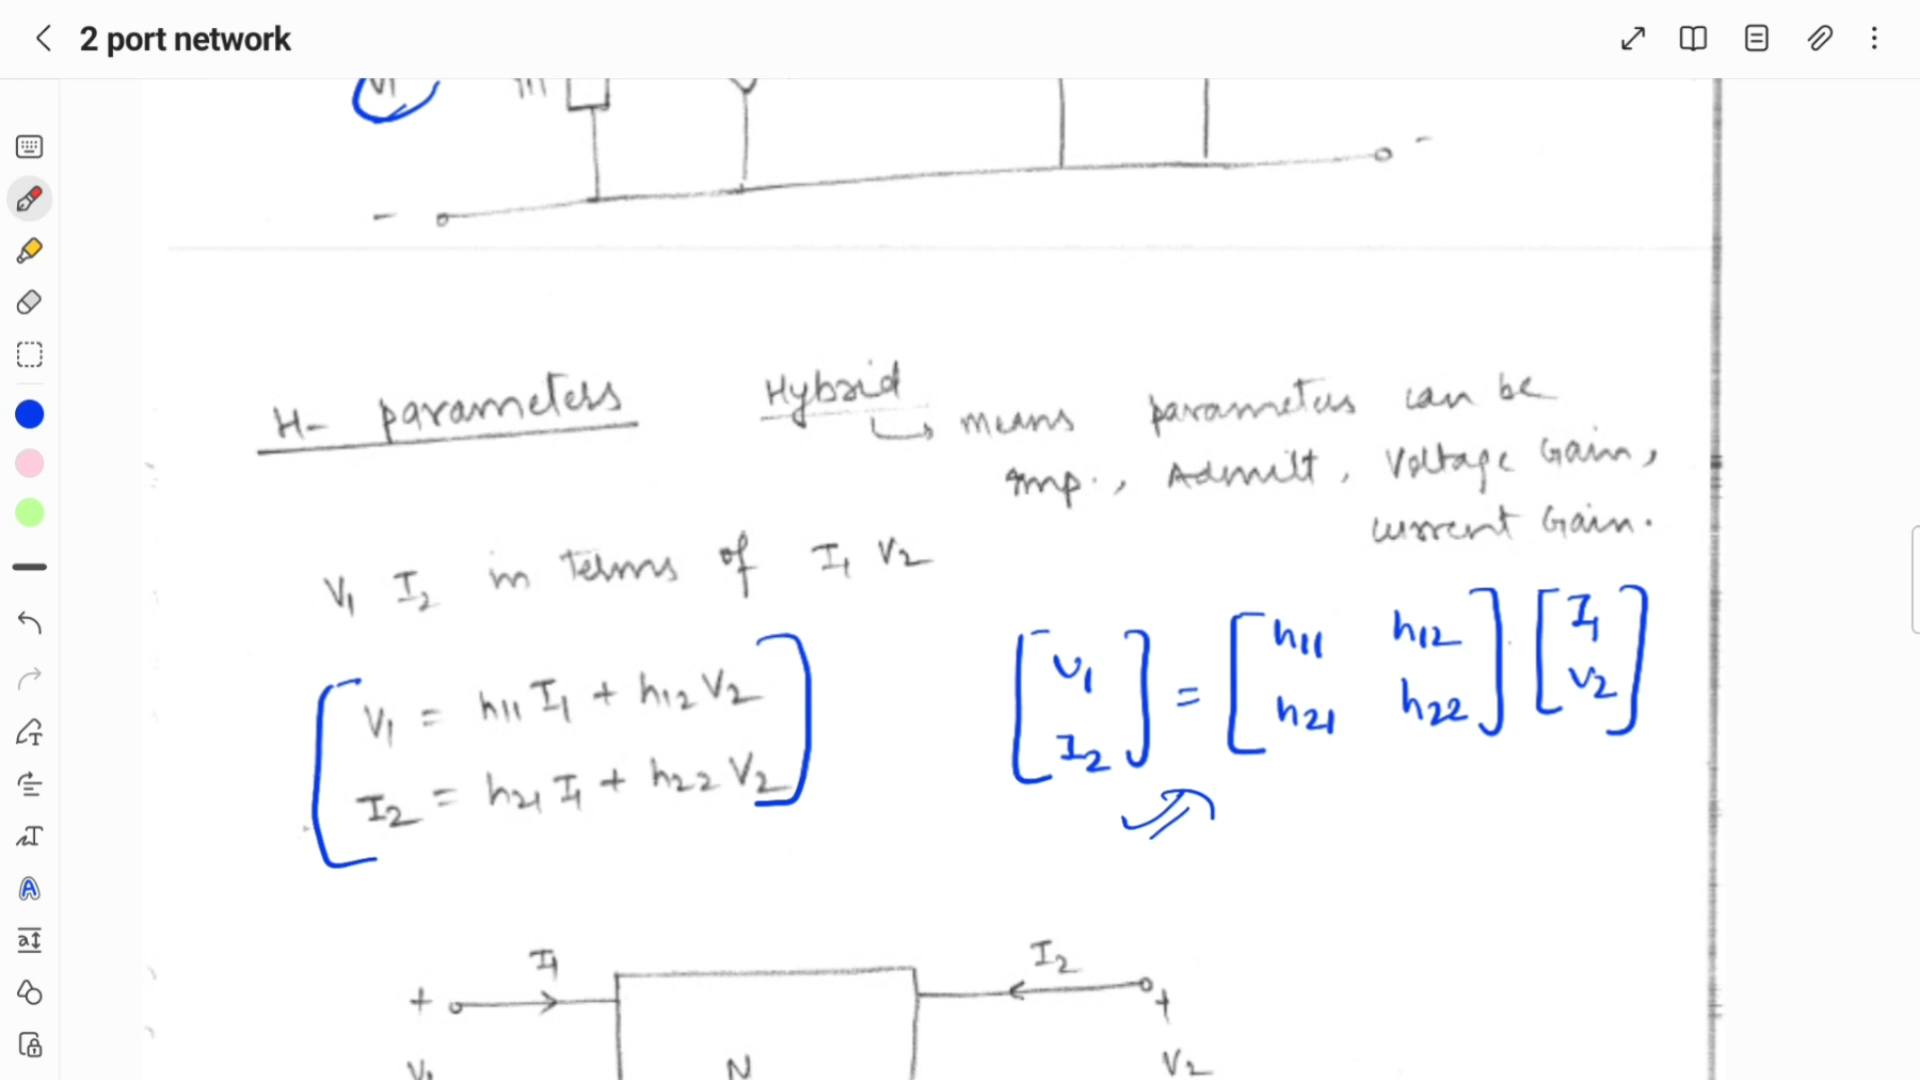 2 port network
V1
-
-
H- parameters Hybrid means parameters can be
Imp., Admitt, Voltage Gain,
current Gain.
V1 I2 in terms of I1 V2
V1 = h11 I1 + h12 V2
I2 = h21 I1 + h22 V2
[V1 I2] = [h11 h12 h21 h22] [I1 V2]
I1 I2
+ +
V1 N V2